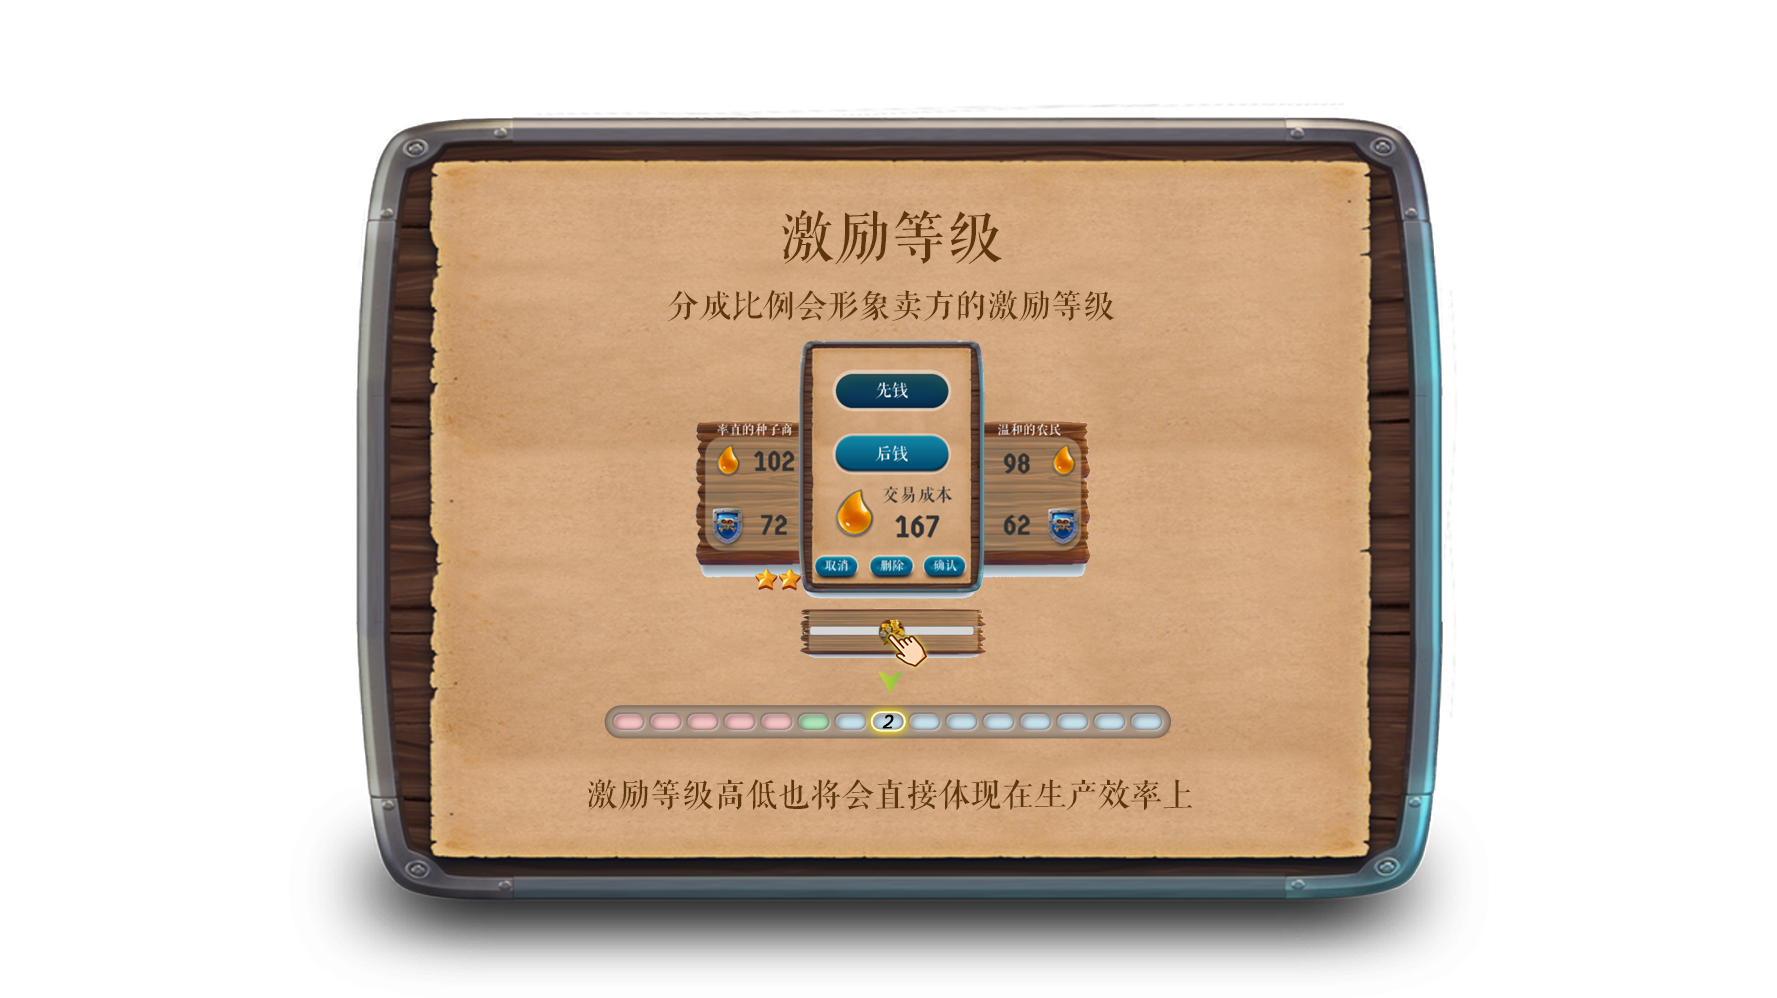 激励等级
分成比例会形象卖方的激励等级
先钱
率直的种子商
温和的农民
102
后钱
98
交易成本
72
167
62
取消
删除
确认
2
激励等级高低也将会直接体现在生产效率上